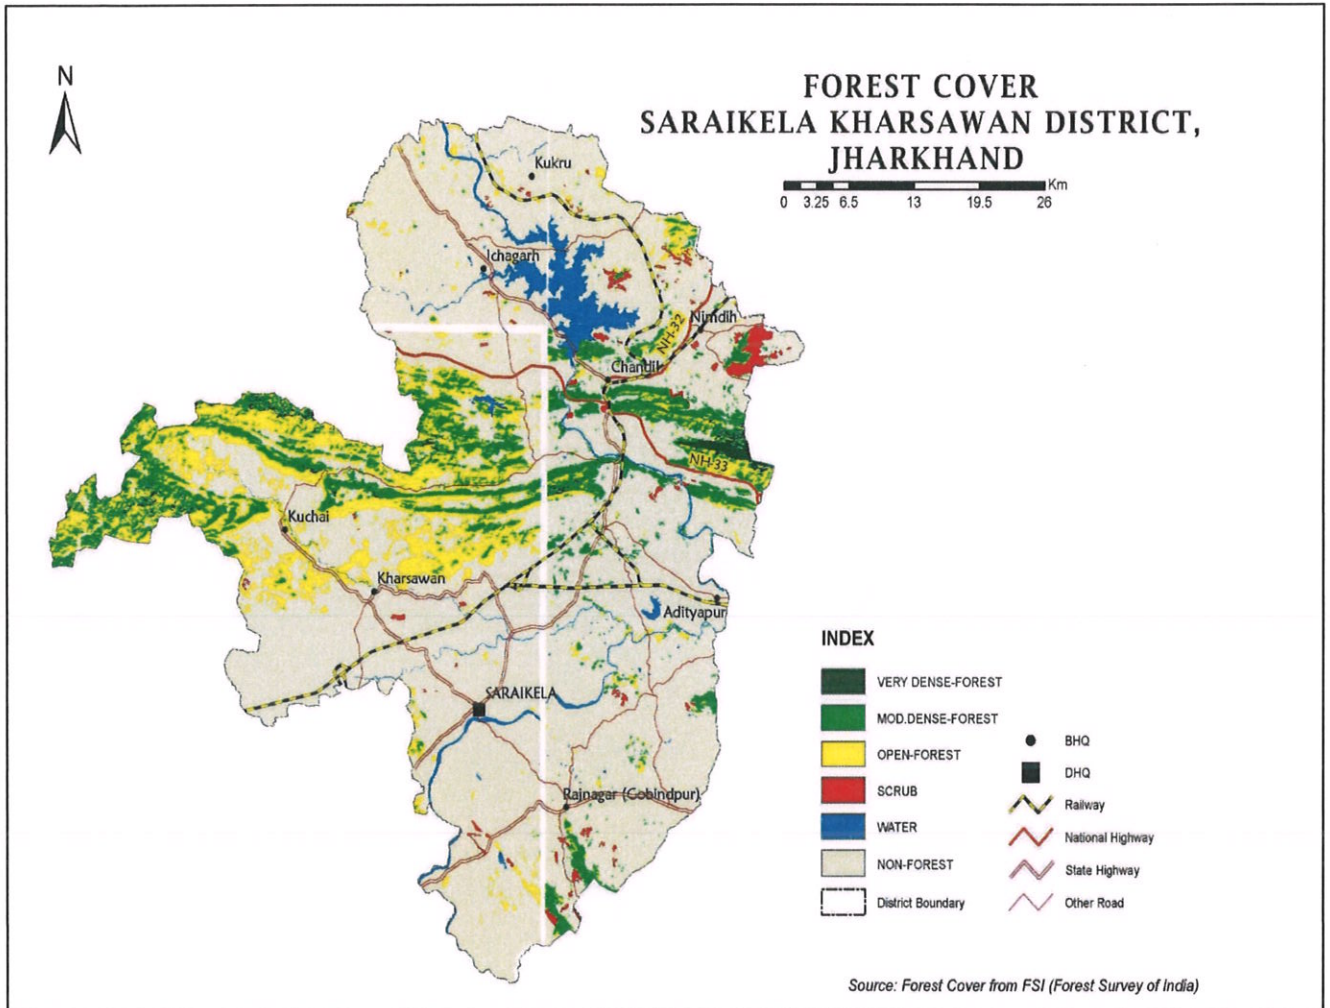 N
FOREST COVER
SARAIKELA KHARSAWAN DISTRICT,
JHARKHAND
Km
0 3.25 6.5 13 19.5 26
Kukru
Ichagarh
Nimdih
NH-32
Chandil
NH-33
Kuchai
Kharsawan
Adityapur
SARAIKELA
Rajnagar (Gobindpur)
INDEX
VERY DENSE-FOREST
MOD.DENSE-FOREST
OPEN-FOREST
SCRUB
WATER
NON-FOREST
District Boundary
BHQ
DHQ
Railway
National Highway
State Highway
Other Road
Source: Forest Cover from FSI (Forest Survey of India)